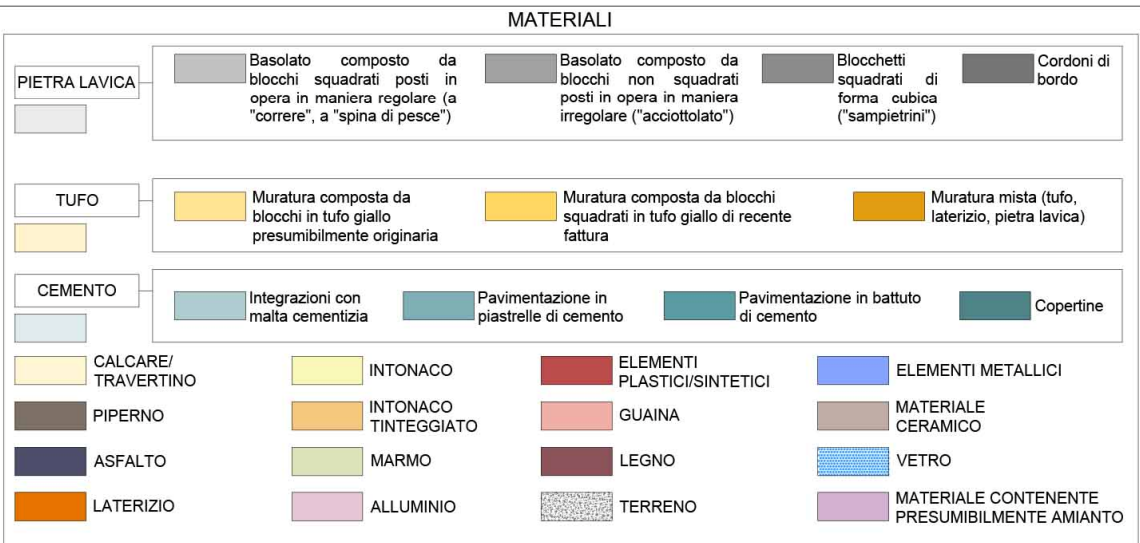 MATERIALI
PIETRA LAVICA
Basolato composto da
blocchi squadrati posti in
opera in maniera regolare (a
"correre", a "spina di pesce")
Basolato composto da
blocchi non squadrati
posti in opera in maniera
irregolare ("acciottolato")
Blocchetti
squadrati di
forma cubica
("sampietrini")
Cordoni di
bordo
TUFO
Muratura composta da
blocchi in tufo giallo
presumibilmente originaria
Muratura composta da blocchi
squadrati in tufo giallo di recente
fattura
Muratura mista (tufo,
laterizio, pietra lavica)
CEMENTO
Integrazioni con
malta cementizia
Pavimentazione in
piastrelle di cemento
Pavimentazione in battuto
di cemento
Copertine
CALCARE/
TRAVERTINO
INTONACO
ELEMENTI
PLASTICI/SINTETICI
ELEMENTI METALLICI
PIPERNO
INTONACO
TINTEGGIATO
GUAINA
MATERIALE
CERAMICO
ASFALTO
MARMO
LEGNO
VETRO
LATERIZIO
ALLUMINIO
TERRENO
MATERIALE CONTENENTE
PRESUMIBILMENTE AMIANTO